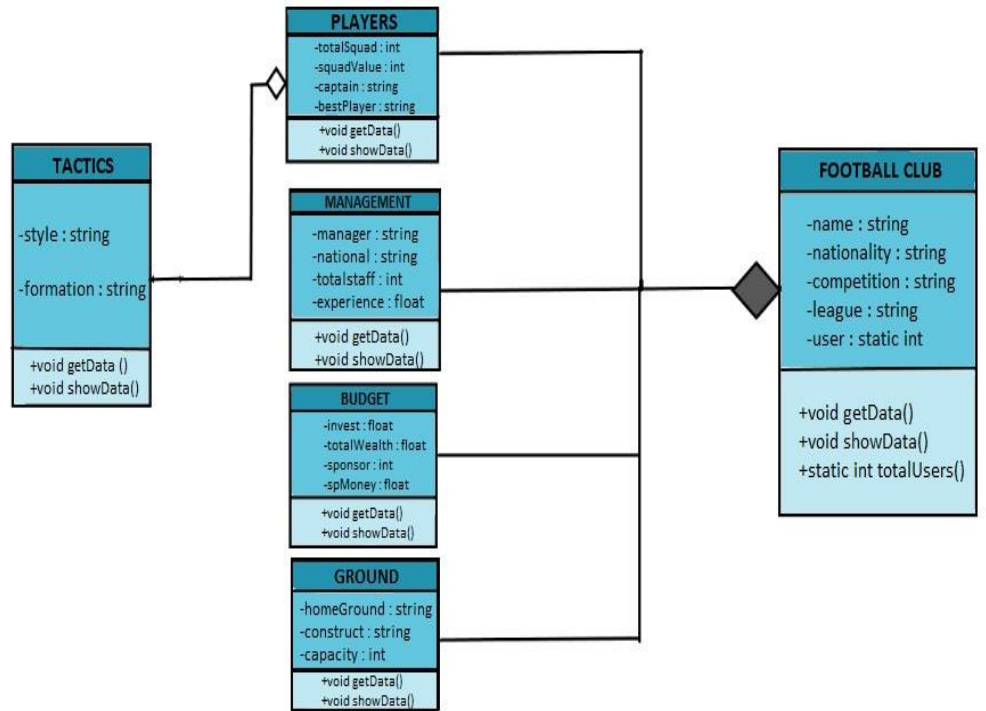 PLAYERS
-totalSquad : int
-squadValue : int
-captain : string
-bestPlayer : string
+void getData()
+void showData()
TACTICS
-style : string
-formation : string
+void getData ()
+void showData()
MANAGEMENT
-manager : string
-national : string
-totalstaff : int
-experience : float
+void getData()
+void showData()
BUDGET
-invest : float
-totalWealth : float
-sponsor : int
-spMoney : float
+void getData()
+void showData()
GROUND
-homeGround : string
-construct : string
-capacity : int
+void getData()
+void showData()
FOOTBALL CLUB
-name : string
-nationality : string
-competition : string
-league : string
-user : static int
+void getData()
+void showData()
+static int totalUsers()